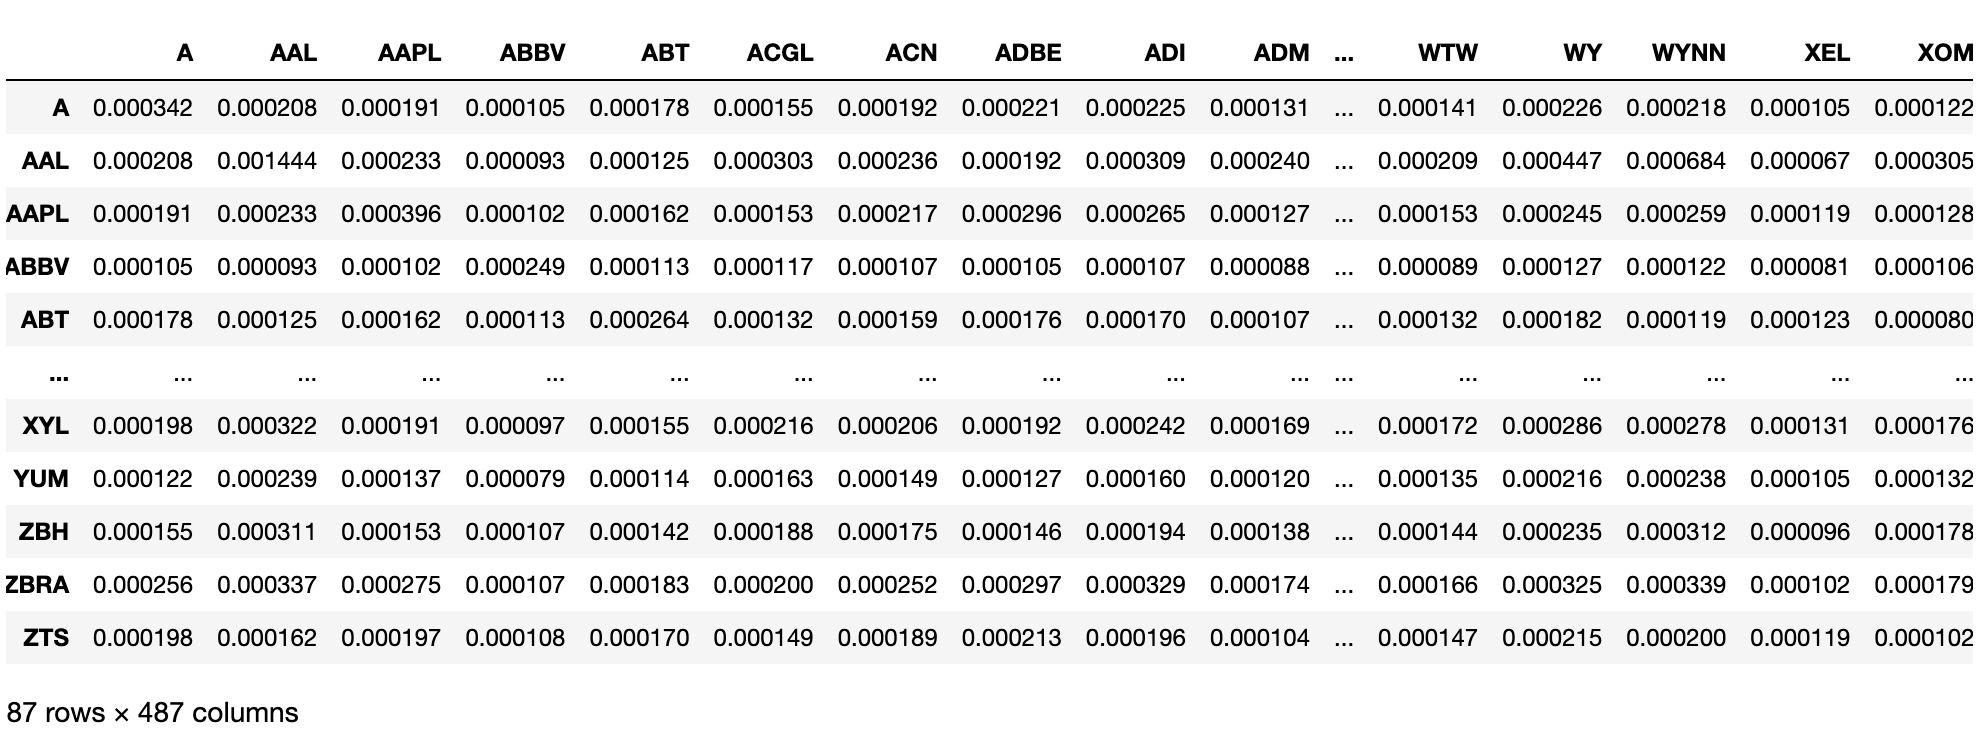 A AAL AAPL ABBV ABT ACGL ACN ADBE ADI ADM ... WTW WY WYNN XEL XOM
A 0.000342 0.000208 0.000191 0.000105 0.000178 0.000155 0.000192 0.000221 0.000225 0.000131 ... 0.000141 0.000226 0.000218 0.000105 0.000122
AAL 0.000208 0.001444 0.000233 0.000093 0.000125 0.000303 0.000236 0.000192 0.000309 0.000240 ... 0.000209 0.000447 0.000684 0.000067 0.000305
AAPL 0.000191 0.000233 0.000396 0.000102 0.000162 0.000153 0.000217 0.000296 0.000265 0.000127 ... 0.000153 0.000245 0.000259 0.000119 0.000128
ABBV 0.000105 0.000093 0.000102 0.000249 0.000113 0.000117 0.000107 0.000105 0.000107 0.000088 ... 0.000089 0.000127 0.000122 0.000081 0.000106
ABT 0.000178 0.000125 0.000162 0.000113 0.000264 0.000132 0.000159 0.000176 0.000170 0.000107 ... 0.000132 0.000182 0.000119 0.000123 0.000080
... ... ... ... ... ... ... ... ... ... ... ... ... ... ... ... ...
XYL 0.000198 0.000322 0.000191 0.000097 0.000155 0.000216 0.000206 0.000192 0.000242 0.000169 ... 0.000172 0.000286 0.000278 0.000131 0.000176
YUM 0.000122 0.000239 0.000137 0.000079 0.000114 0.000163 0.000149 0.000127 0.000160 0.000120 ... 0.000135 0.000216 0.000238 0.000105 0.000132
ZBH 0.000155 0.000311 0.000153 0.000107 0.000142 0.000188 0.000175 0.000146 0.000194 0.000138 ... 0.000144 0.000235 0.000312 0.000096 0.000178
ZBRA 0.000256 0.000337 0.000275 0.000107 0.000183 0.000200 0.000252 0.000297 0.000329 0.000174 ... 0.000166 0.000325 0.000339 0.000102 0.000179
ZTS 0.000198 0.000162 0.000197 0.000108 0.000170 0.000149 0.000189 0.000213 0.000196 0.000104 ... 0.000147 0.000215 0.000200 0.000119 0.000102
87 rows × 487 columns